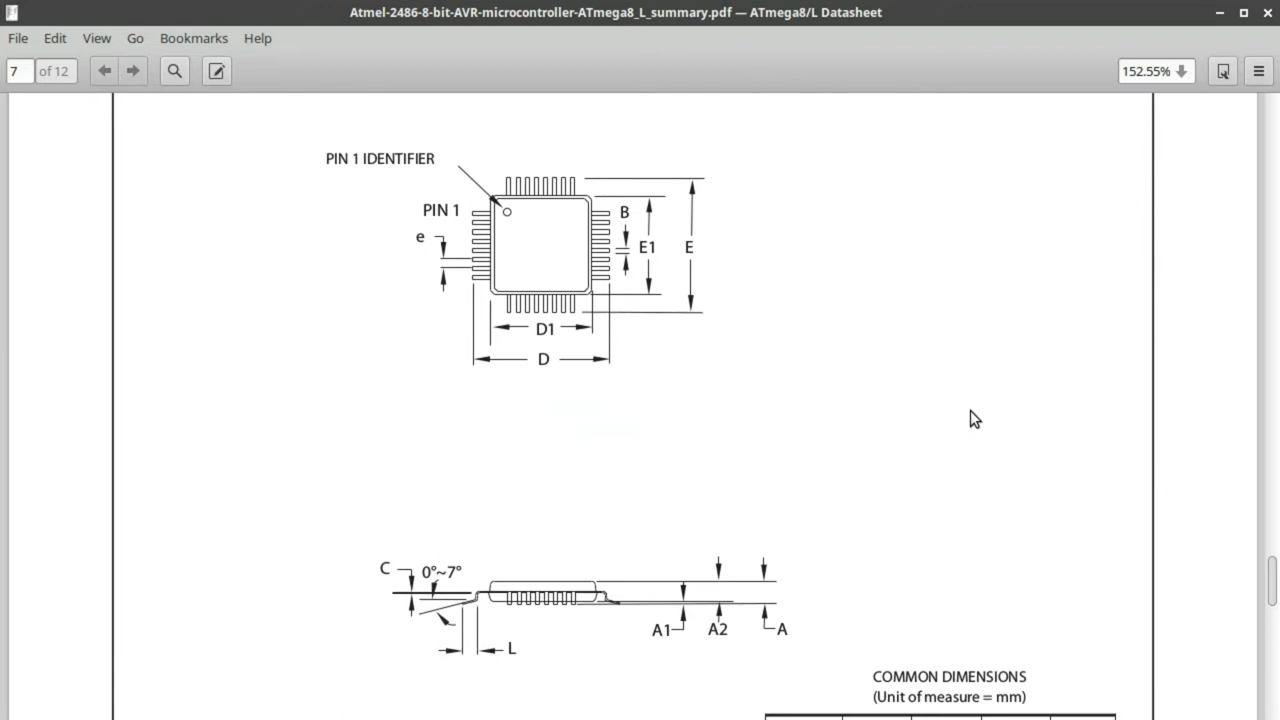 Atmel-2486-8-bit-AVR-microcontroller-ATmega8_L_summary.pdf — ATmega8/L Datasheet
File Edit View Go Bookmarks Help
7 of 12 152.55%
PIN 1 IDENTIFIER
PIN 1
B
e
E1
E
D1
D
C
0°~7°
A1
A2
A
L
COMMON DIMENSIONS
(Unit of measure = mm)